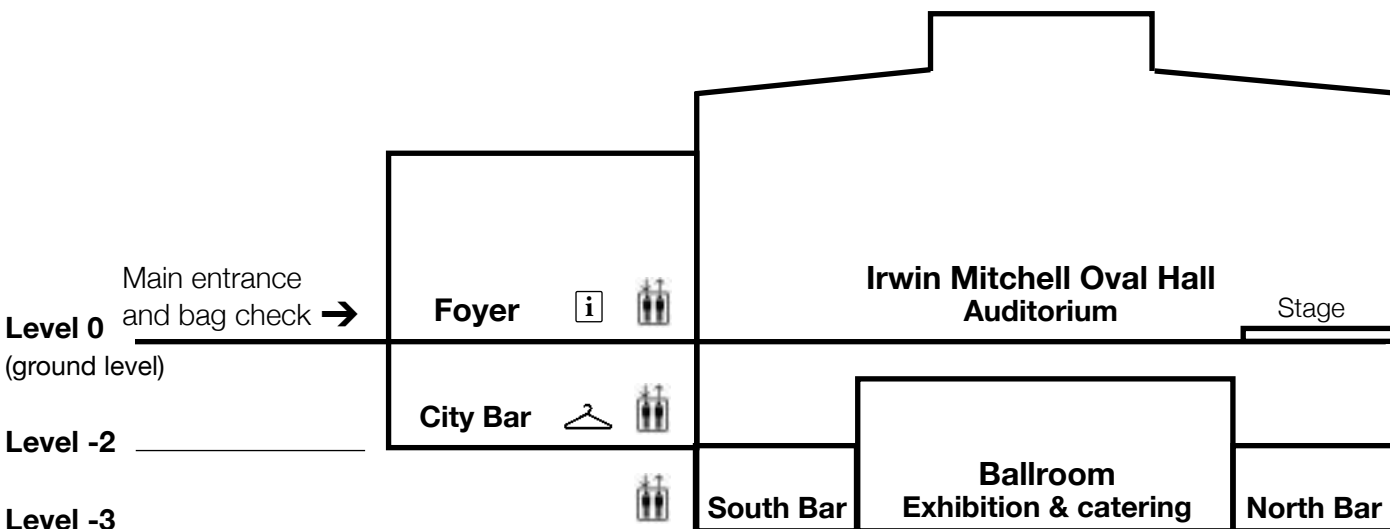 Main entrance
and bag check ➔
Level 0
(ground level)
Foyer
i
Irwin Mitchell Oval Hall
Auditorium
Stage
City Bar
Level -2
Level -3
South Bar
Ballroom
Exhibition & catering
North Bar